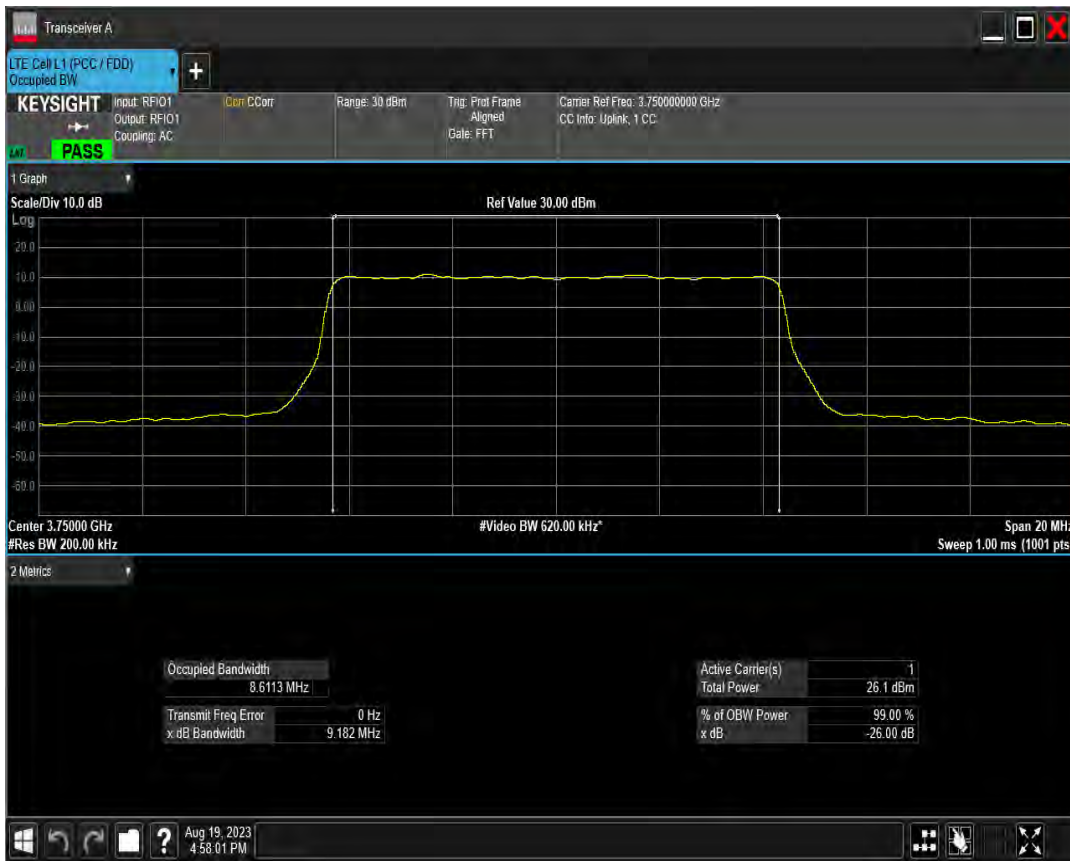 Transceiver A
LTE Cell L1 (PCC / FDD)
Occupied BW
+
KEYSIGHT
PASS
Input: RFIO1
Output: RFIO1
Coupling: AC
Corr CCorr
Range: 30 dBm
Trig: Prot Frame
Aligned
Gate: FFT
Carrier Ref Freq: 3.750000000 GHz
CC Info: Uplink, 1 CC
1 Graph
Scale/Div 10.0 dB
Ref Value 30.00 dBm
Log
20.0
10.0
0.00
-10.0
-20.0
-30.0
-40.0
-50.0
-60.0
Center 3.75000 GHz
#Video BW 620.00 kHz*
Span 20 MHz
#Res BW 200.00 kHz
Sweep 1.00 ms (1001 pts
2 Metrics
Occupied Bandwidth
8.6113 MHz
Transmit Freq Error 0 Hz
x dB Bandwidth 9.182 MHz
Active Carrier(s) 1
Total Power 26.1 dBm
% of OBW Power 99.00 %
x dB -26.00 dB
?
Aug 19, 2023
4:58:01 PM